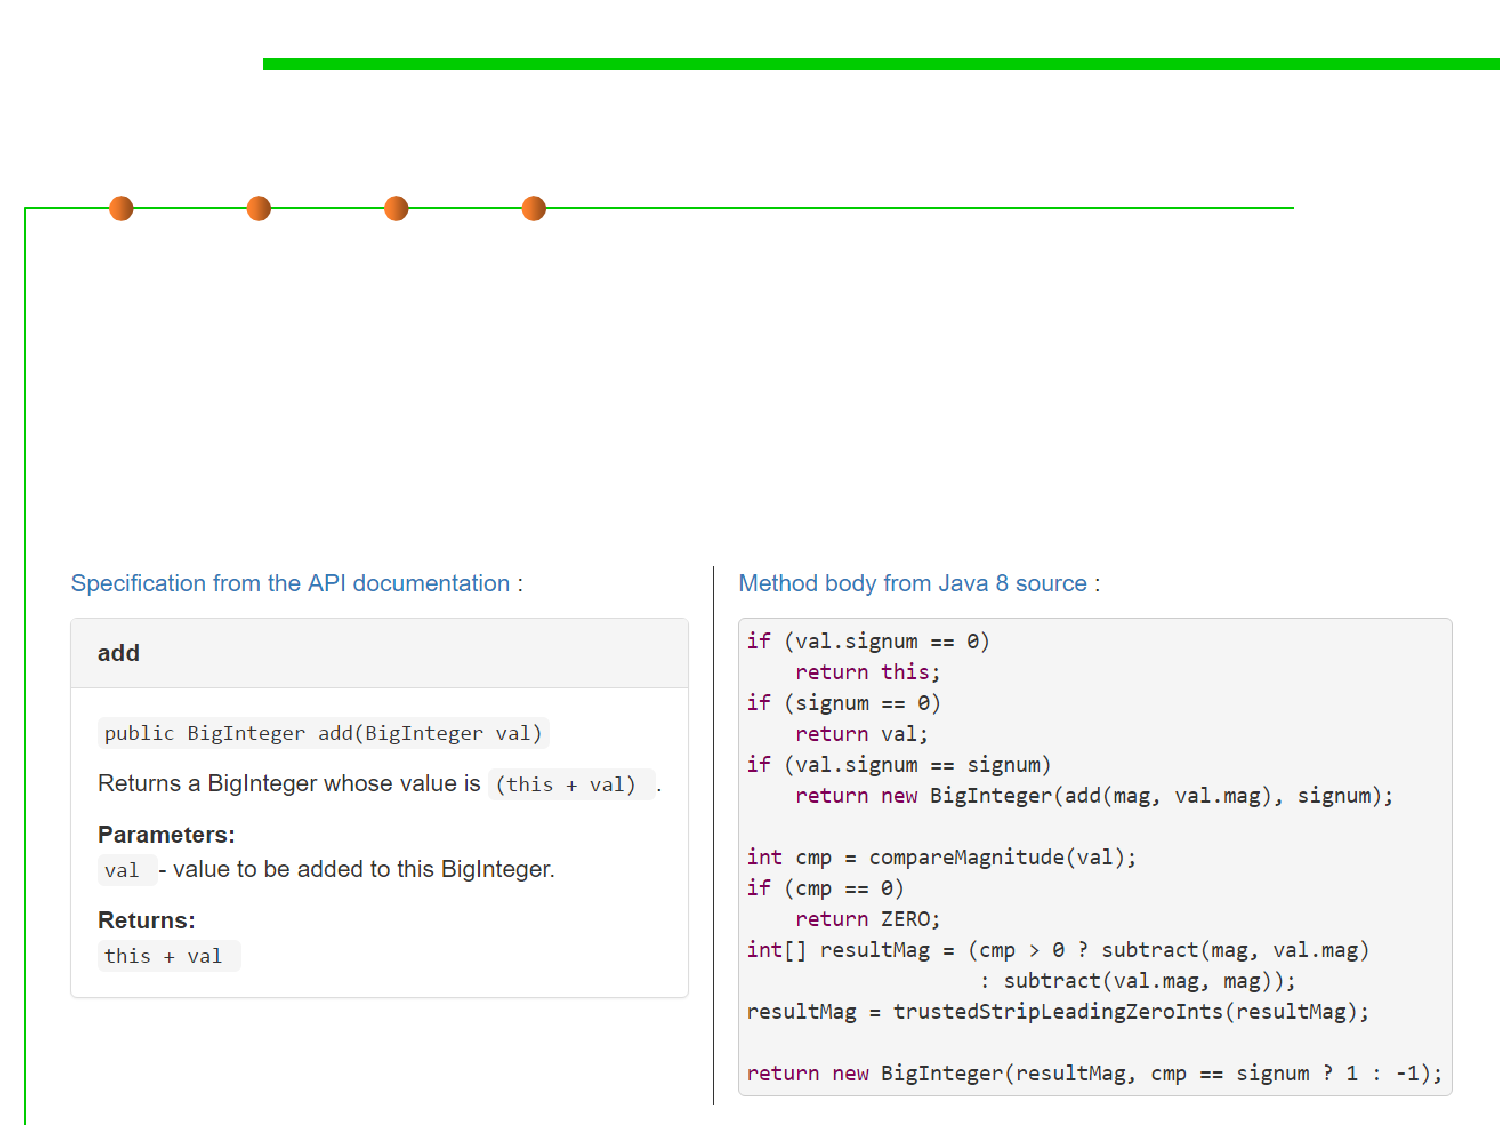 Specification from the API documentation :
add
public BigInteger add(BigInteger val)
Returns a BigInteger whose value is (this + val) .
Parameters:
val - value to be added to this BigInteger.
Returns:
this + val
Method body from Java 8 source :
if (val.signum == 0)
    return this;
if (signum == 0)
    return val;
if (val.signum == signum)
    return new BigInteger(add(mag, val.mag), signum);
int cmp = compareMagnitude(val);
if (cmp == 0)
    return ZERO;
int[] resultMag = (cmp > 0 ? subtract(mag, val.mag)
                   : subtract(val.mag, mag));
resultMag = trustedStripLeadingZeroInts(resultMag);
return new BigInteger(resultMag, cmp == signum ? 1 : -1);